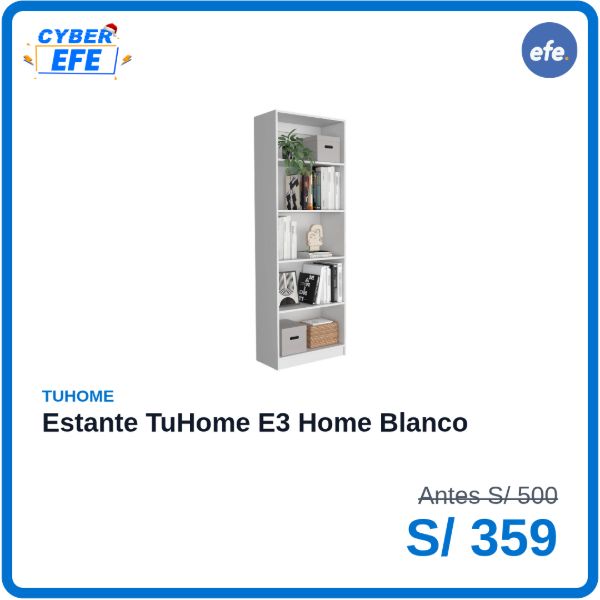 CYBER
EFE
efe.
TUHOME
Estante TuHome E3 Home Blanco
Antes S/ 500
S/ 359